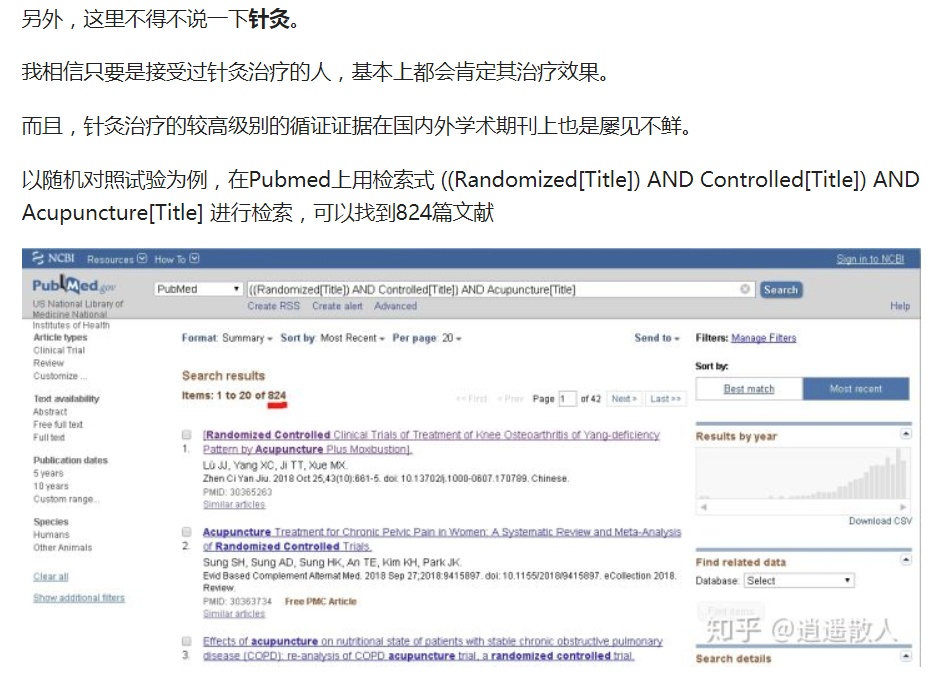 另外，这里不得不说一下针灸。
我相信只要是接受过针灸治疗的人，基本上都会肯定其治疗效果。
而且，针灸治疗的较高级别的循证证据在国内外学术期刊上也是屡见不鲜。
以随机对照试验为例，在Pubmed上用检索式 ((Randomized[Title]) AND Controlled[Title]) AND
Acupuncture[Title] 进行检索，可以找到824篇文献
NCBI Resources How To Sign in to NCBI
PubMed.gov
US National Library of
Medicine National
Institutes of Health
PubMed ((Randomized[Title]) AND Controlled[Title]) AND Acupuncture[Title] Search
Create RSS Create alert Advanced Help
Article types
Clinical Trial
Review
Customize ...
Text availability
Abstract
Free full text
Full text
Publication dates
5 years
10 years
Custom range...
Species
Humans
Other Animals
Clear all
Show additional filters
Format: Summary Sort by: Most Recent Per page: 20 Send to
Search results
Items: 1 to 20 of 824
<< First < Prev Page 1 of 42 Next > Last >>
[Randomized Controlled Clinical Trials of Treatment of Knee Osteoarthritis of Yang-deficiency
1. Pattern by Acupuncture Plus Moxibustion].
Lü JJ, Yang XC, Ji TT, Xue MX.
Zhen Ci Yan Jiu. 2018 Oct 25;43(10):661-5. doi: 10.13702/j.1000-0607.170789. Chinese.
PMID: 30365263
Similar articles
Acupuncture Treatment for Chronic Pelvic Pain in Women: A Systematic Review and Meta-Analysis
2. of Randomized Controlled Trials.
Sung SH, Sung AD, Sung HK, An TE, Kim KH, Park JK.
Evid Based Complement Alternat Med. 2018 Sep 27;2018:9415897. doi: 10.1155/2018/9415897. eCollection 2018.
Review.
PMID: 30363734 Free PMC Article
Similar articles
Effects of acupuncture on nutritional state of patients with stable chronic obstructive pulmonary
3. disease (COPD): re-analysis of COPD acupuncture trial, a randomized controlled trial.
Filters: Manage Filters
Sort by:
Best match Most recent
Results by year
Download CSV
Find related data
Database: Select
Find items
Search details
知乎 @逍遥散人